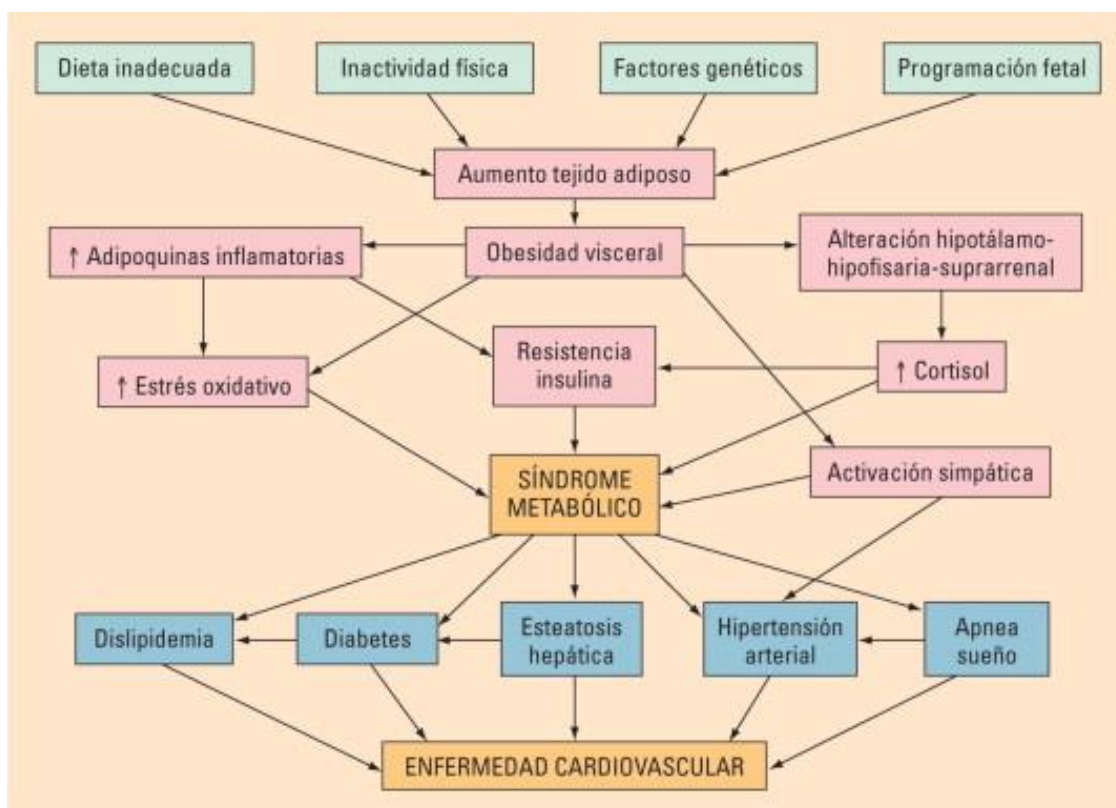 Dieta inadecuada
Inactividad física
Factores genéticos
Programación fetal
Aumento tejido adiposo
↑ Adipoquinas inflamatorias
Obesidad visceral
Alteración hipotálamo-
hipofisaria-suprarrenal
↑ Estrés oxidativo
Resistencia
insulina
↑ Cortisol
SÍNDROME
METABÓLICO
Activación simpática
Dislipidemia
Diabetes
Esteatosis
hepática
Hipertensión
arterial
Apnea
sueño
ENFERMEDAD CARDIOVASCULAR